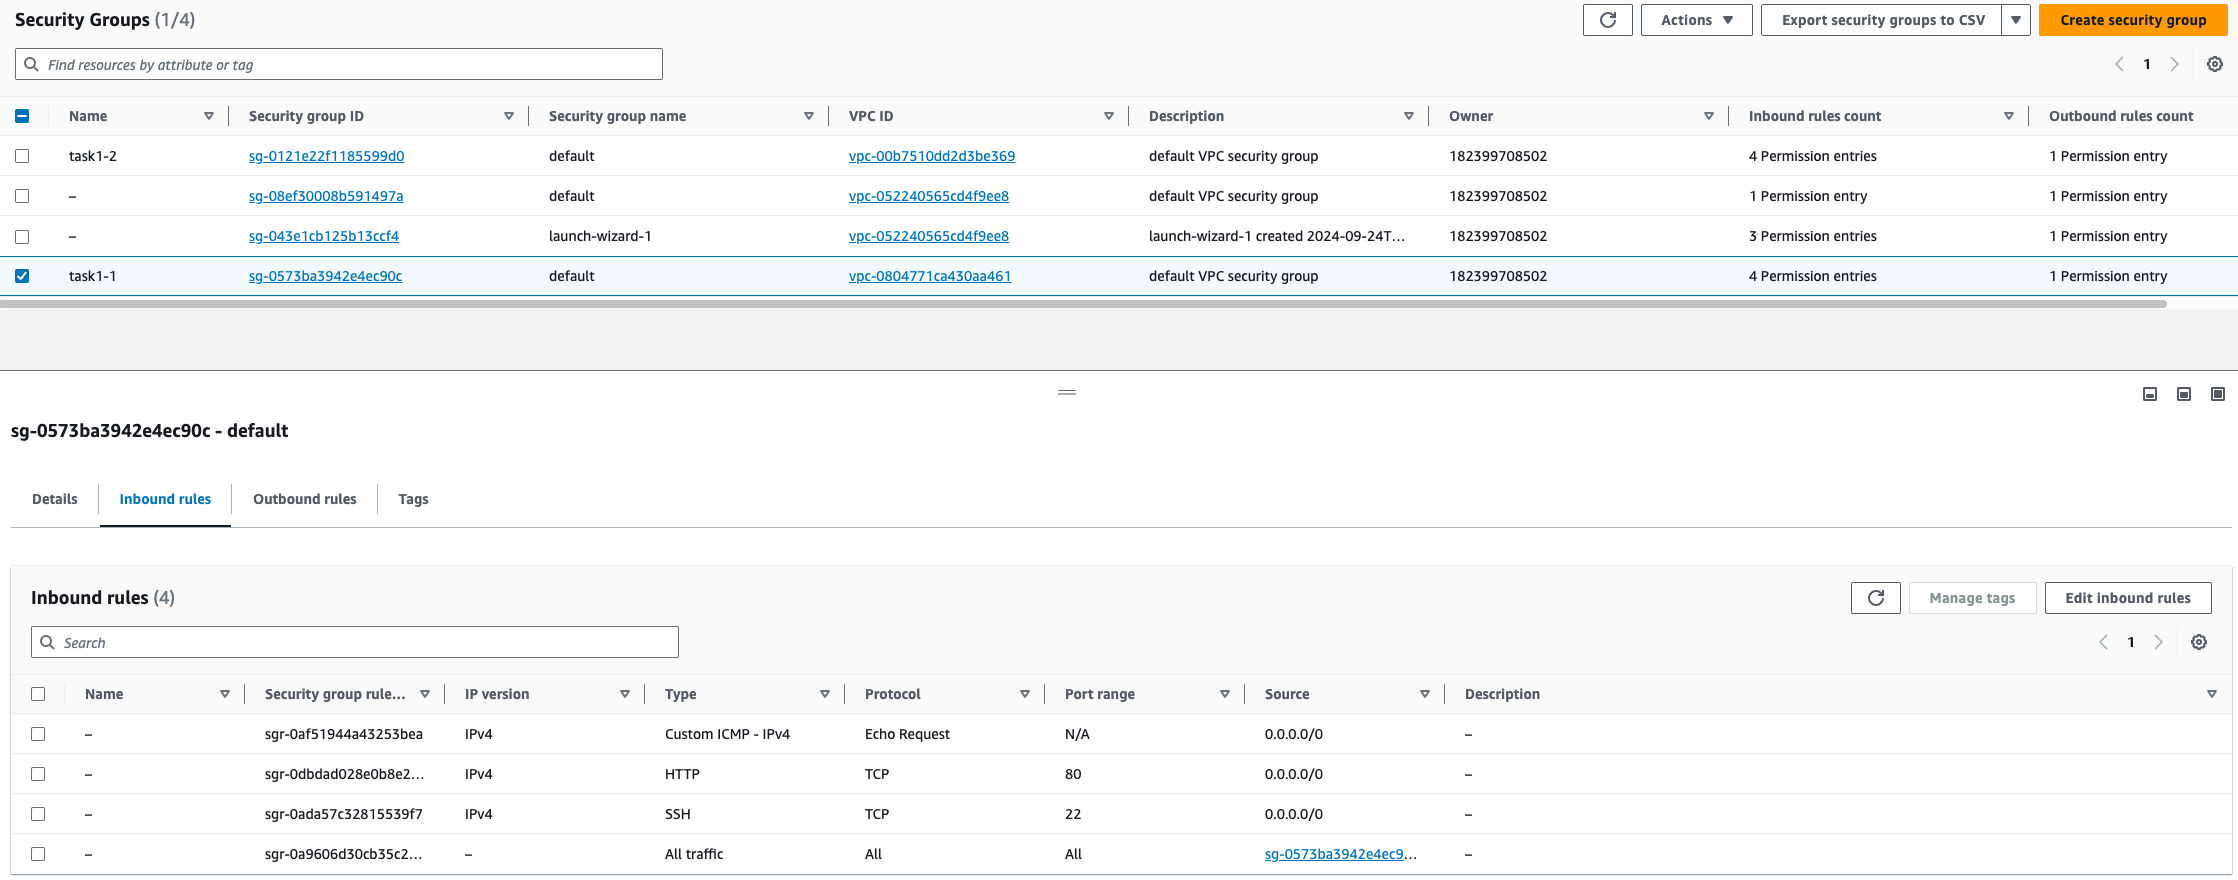 Security Groups (1/4)
Actions
Export security groups to CSV
Create security group
Find resources by attribute or tag
1
Name Security group ID Security group name VPC ID Description Owner Inbound rules count Outbound rules count
task1-2 sg-0121e22f1185599d0 default vpc-00b7510dd2d3be369 default VPC security group 182399708502 4 Permission entries 1 Permission entry
– sg-08ef30008b591497a default vpc-052240565cd4f9ee8 default VPC security group 182399708502 1 Permission entry 1 Permission entry
– sg-043e1cb125b13ccf4 launch-wizard-1 vpc-052240565cd4f9ee8 launch-wizard-1 created 2024-09-24T... 182399708502 3 Permission entries 1 Permission entry
task1-1 sg-0573ba3942e4ec90c default vpc-0804771ca430aa461 default VPC security group 182399708502 4 Permission entries 1 Permission entry
sg-0573ba3942e4ec90c - default
Details Inbound rules Outbound rules Tags
Inbound rules (4)
Manage tags
Edit inbound rules
Search
1
Name Security group rule... IP version Type Protocol Port range Source Description
– sgr-0af51944a43253bea IPv4 Custom ICMP - IPv4 Echo Request N/A 0.0.0.0/0 –
– sgr-0dbdad028e0b8e2... IPv4 HTTP TCP 80 0.0.0.0/0 –
– sgr-0ada57c32815539f7 IPv4 SSH TCP 22 0.0.0.0/0 –
– sgr-0a9606d30cb35c2... – All traffic All All sg-0573ba3942e4ec9... –